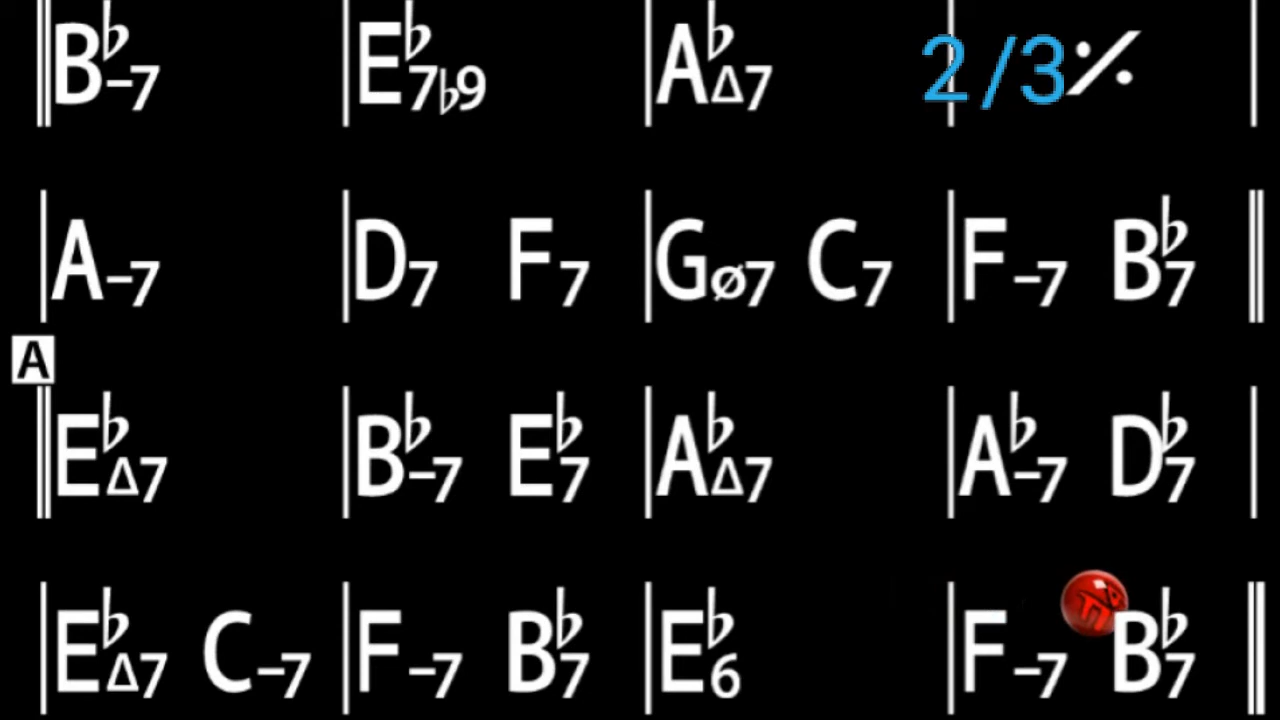 B♭-7 E♭7♭9 A♭Δ7 2/3 𝄎
A-7 D7 F7 Gø7 C7 F-7 B♭7
A
E♭Δ7 B♭-7 E♭7 A♭Δ7 A♭-7 D♭7
E♭Δ7 C-7 F-7 B♭7 E♭6 F-7 B♭7